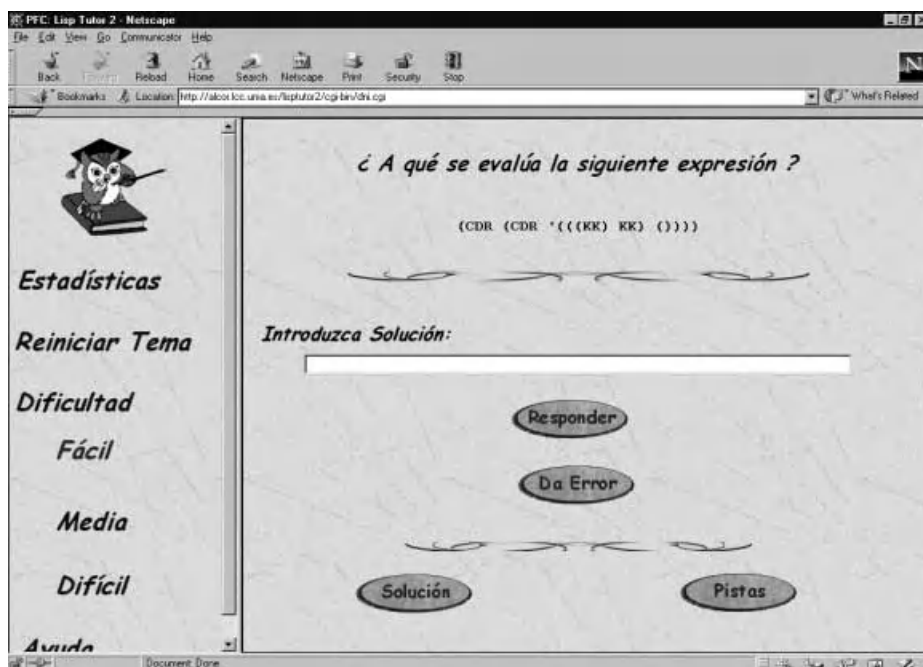 PFC: Lisp Tutor 2 - Netscape
File Edit View Go Communicator Help
Back Forward Reload Home Search Netscape Print Security Stop
N
Bookmarks Location: http://alcor.lcc.uma.es/lisptutor2/cgi-bin/dni.cgi What's Related
¿ A qué se evalúa la siguiente expresión ?
(CDR (CDR '(((KK) KK) ())))
Estadísticas
Reiniciar Tema
Dificultad
Fácil
Media
Difícil
Ayuda
Introduzca Solución:
Responder
Da Error
Solución Pistas
Document Done